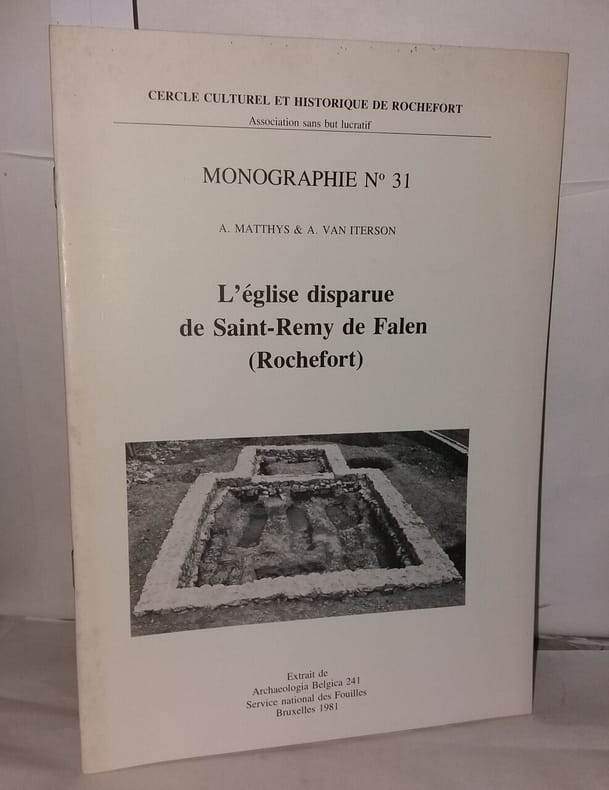 CERCLE CULTUREL ET HISTORIQUE DE ROCHEFORT
Association sans but lucratif
MONOGRAPHIE Nº 31
A. MATTHYS & A. VAN ITERSON
L'église disparue
de Saint-Remy de Falen
(Rochefort)
Extrait de
Archaeologia Belgica 241
Service national des Fouilles
Bruxelles 1981